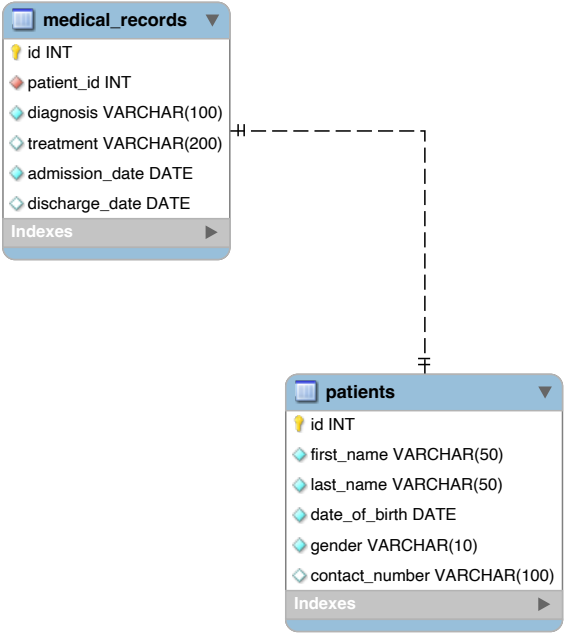 medical_records
id INT
patient_id INT
diagnosis VARCHAR(100)
treatment VARCHAR(200)
admission_date DATE
discharge_date DATE
Indexes
patients
id INT
first_name VARCHAR(50)
last_name VARCHAR(50)
date_of_birth DATE
gender VARCHAR(10)
contact_number VARCHAR(100)
Indexes